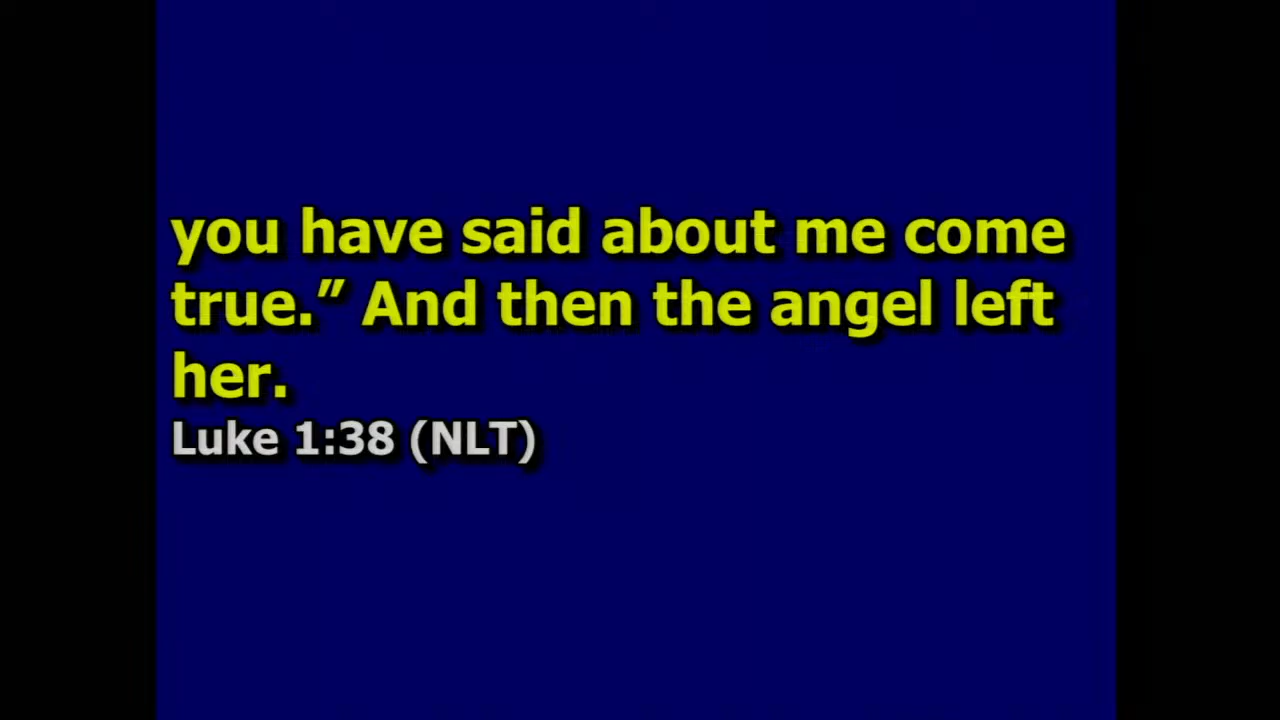 you have said about me come
true.” And then the angel left
her.
Luke 1:38 (NLT)